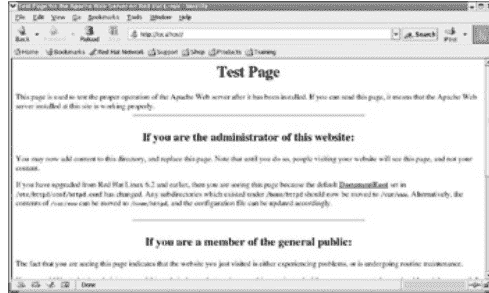 Test Page for the Apache Web Server on Red Hat Linux - Mozilla
File Edit View Go Bookmarks Tools Window Help
Back Reload Stop http://localhost/ Search Print
Home Bookmarks Red Hat Network Support Shop Products Training
Test Page
This page is used to test the proper operation of the Apache Web server after it has been installed. If you can read this page, it means that the Apache Web
server installed at this site is working properly.
If you are the administrator of this website:
You may now add content to this directory, and replace this page. Note that until you do so, people visiting your website will see this page, and not your
content.
If you have upgraded from Red Hat Linux 6.2 and earlier, then you are seeing this page because the default DocumentRoot set in
/etc/httpd/conf/httpd.conf has changed. Any subdirectories which existed under /home/httpd should now be moved to /var/www. Alternatively, the
contents of /var/www can be moved to /home/httpd, and the configuration file can be updated accordingly.
If you are a member of the general public:
The fact that you are seeing this page indicates that the website you just visited is either experiencing problems, or is undergoing routine maintenance.
Done